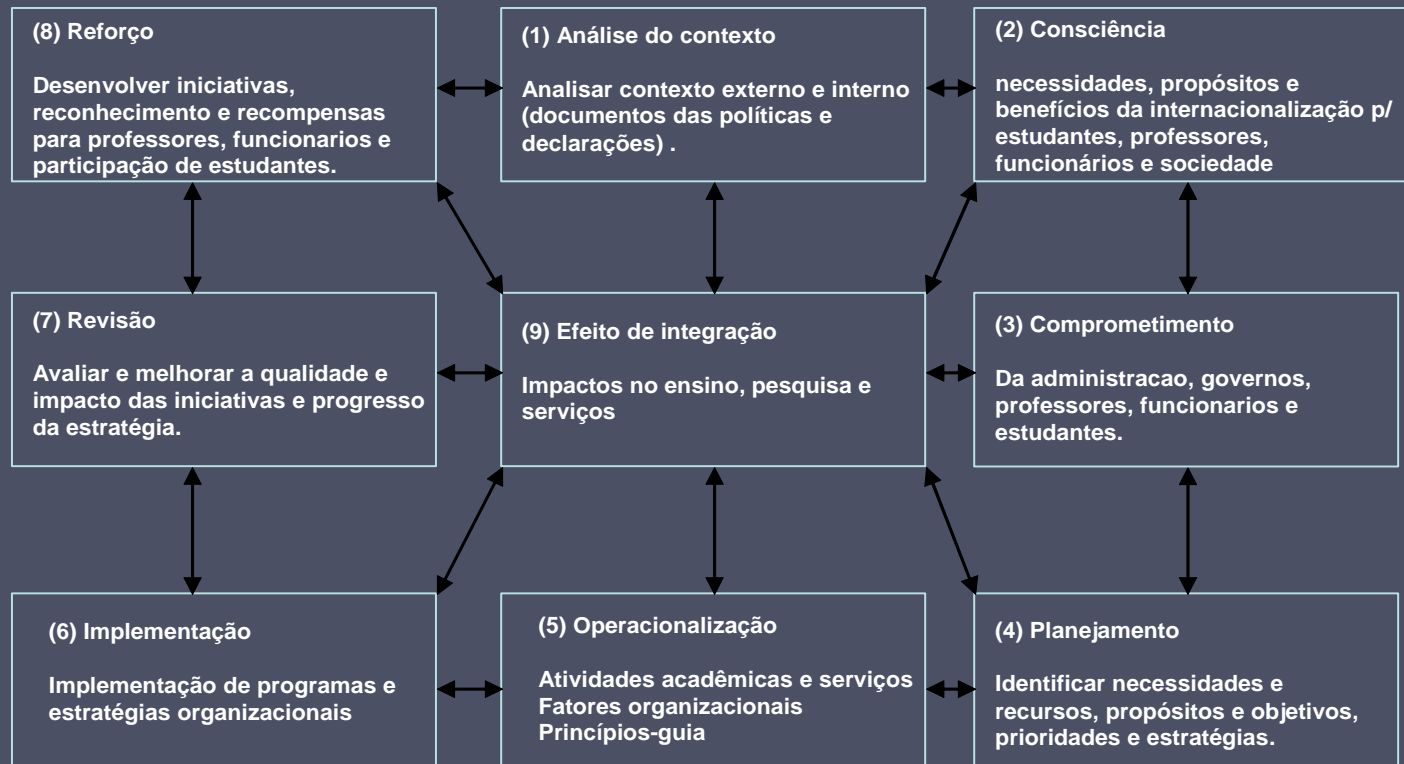 (8) Reforço
Desenvolver iniciativas,
reconhecimento e recompensas
para professores, funcionarios e
participação de estudantes.
(1) Análise do contexto
Analisar contexto externo e interno
(documentos das políticas e
declarações) .
(2) Consciência
necessidades, propósitos e
benefícios da internacionalização p/
estudantes, professores,
funcionários e sociedade
(7) Revisão
Avaliar e melhorar a qualidade e
impacto das iniciativas e progresso
da estratégia.
(9) Efeito de integração
Impactos no ensino, pesquisa e
serviços
(3) Comprometimento
Da administracao, governos,
professores, funcionarios e
estudantes.
(6) Implementação
Implementação de programas e
estratégias organizacionais
(5) Operacionalização
Atividades acadêmicas e serviços
Fatores organizacionais
Princípios-guia
(4) Planejamento
Identificar necessidades e
recursos, propósitos e objetivos,
prioridades e estratégias.